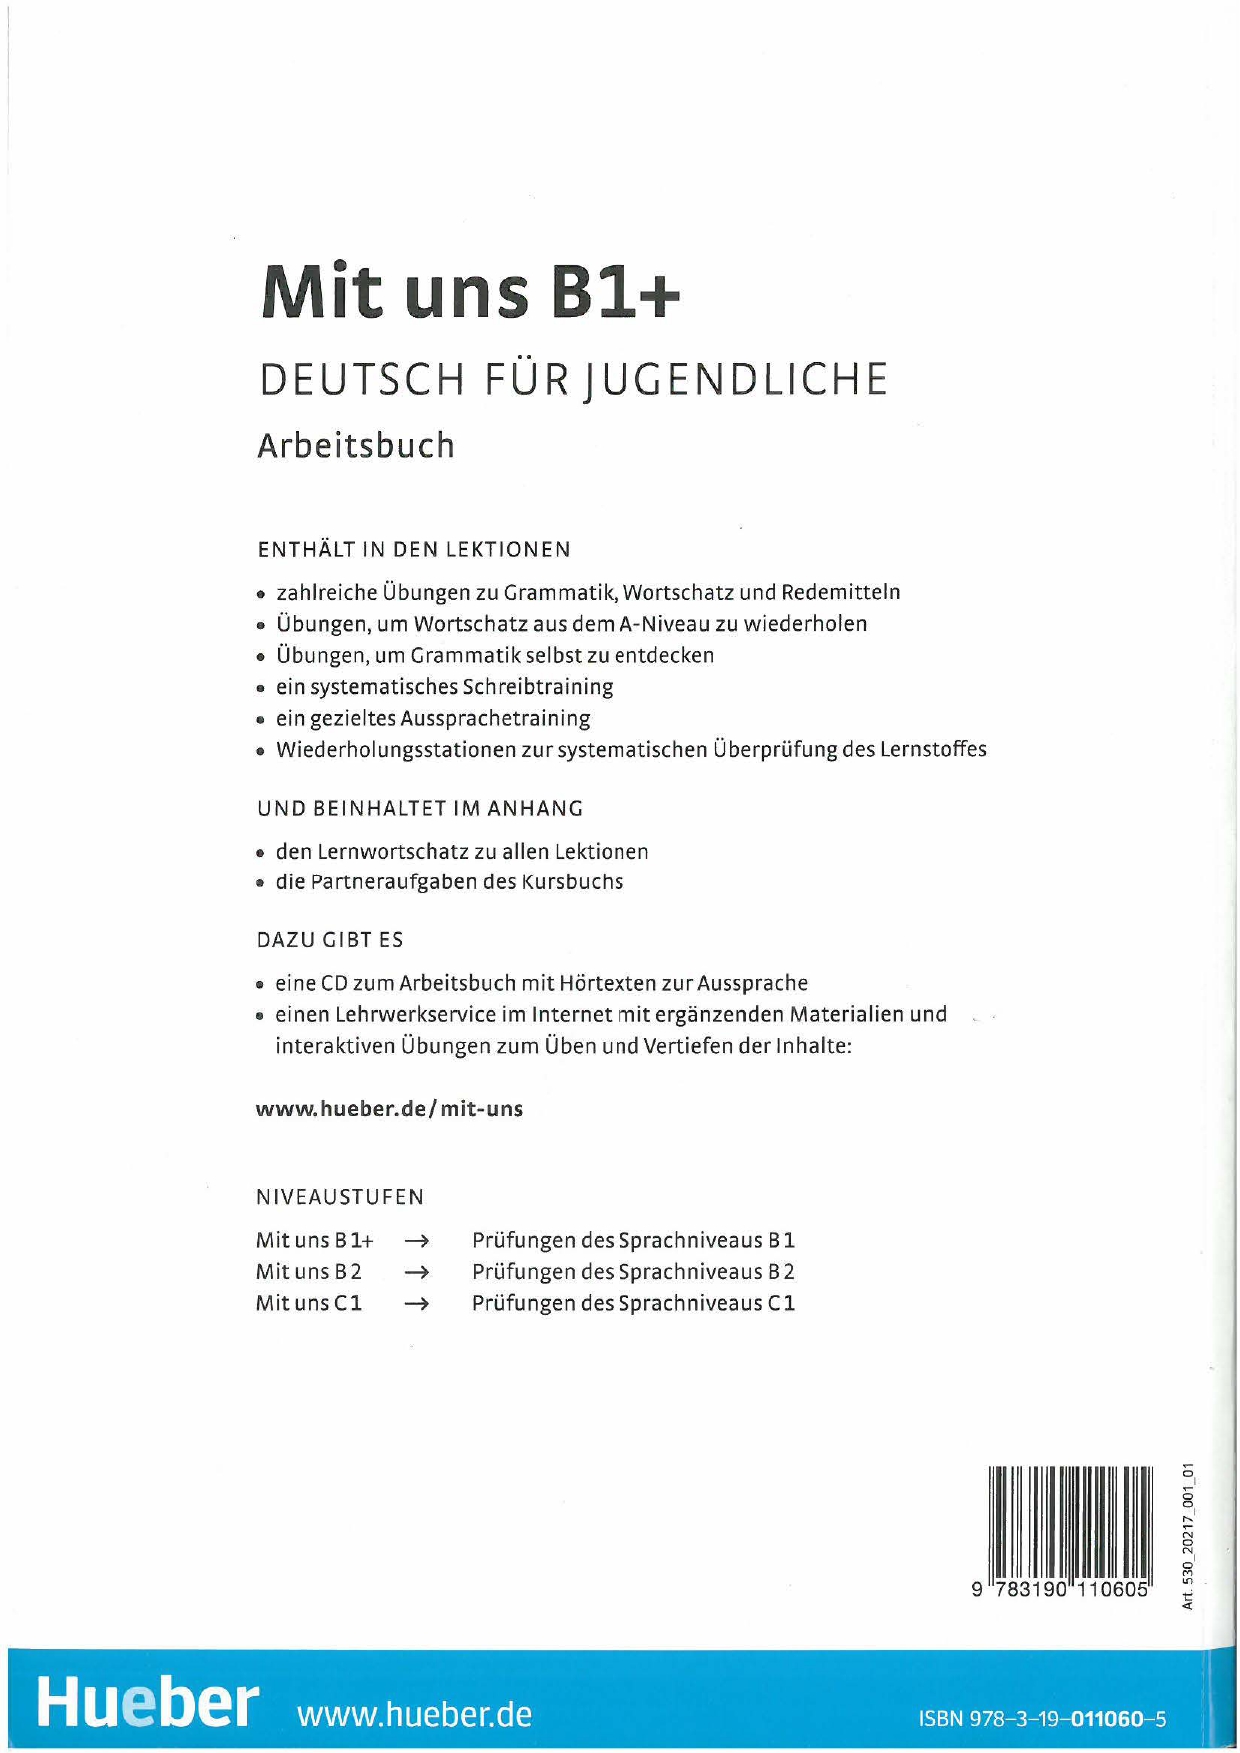 Mit uns B1+
DEUTSCH FÜR JUGENDLICHE
Arbeitsbuch
ENTHÄLT IN DEN LEKTIONEN
• zahlreiche Übungen zu Grammatik, Wortschatz und Redemitteln
• Übungen, um Wortschatz aus dem A-Niveau zu wiederholen
• Übungen, um Grammatik selbst zu entdecken
• ein systematisches Schreibtraining
• ein gezieltes Aussprachetraining
• Wiederholungsstationen zur systematischen Überprüfung des Lernstoffes
UND BEINHALTET IM ANHANG
• den Lernwortschatz zu allen Lektionen
• die Partneraufgaben des Kursbuchs
DAZU GIBT ES
• eine CD zum Arbeitsbuch mit Hörtexten zur Aussprache
• einen Lehrwerkservice im Internet mit ergänzenden Materialien und
interaktiven Übungen zum Üben und Vertiefen der Inhalte:
www.hueber.de/mit-uns
NIVEAUSTUFEN
Mit uns B1+ → Prüfungen des Sprachniveaus B1
Mit uns B2 → Prüfungen des Sprachniveaus B2
Mit uns C1 → Prüfungen des Sprachniveaus C1
9 783190 110605
Art. 530_20217_001_01
Hueber www.hueber.de ISBN 978-3-19-011060-5